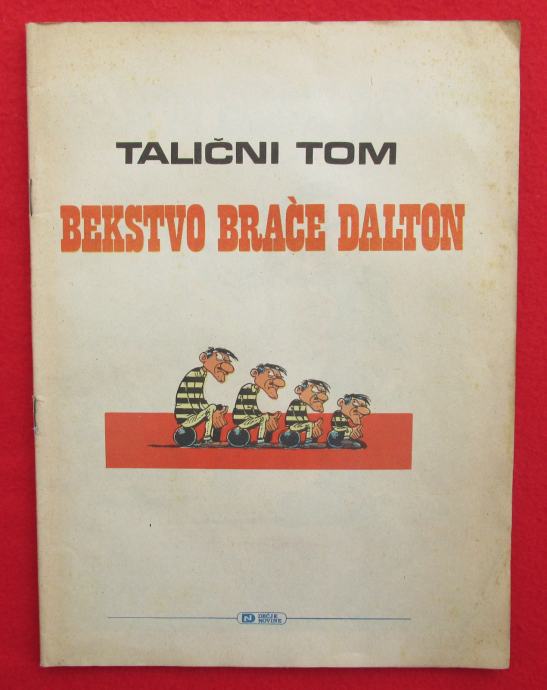 TALIČNI TOM
BEKSTVO BRAĆE DALTON
DEČJE
NOVINE